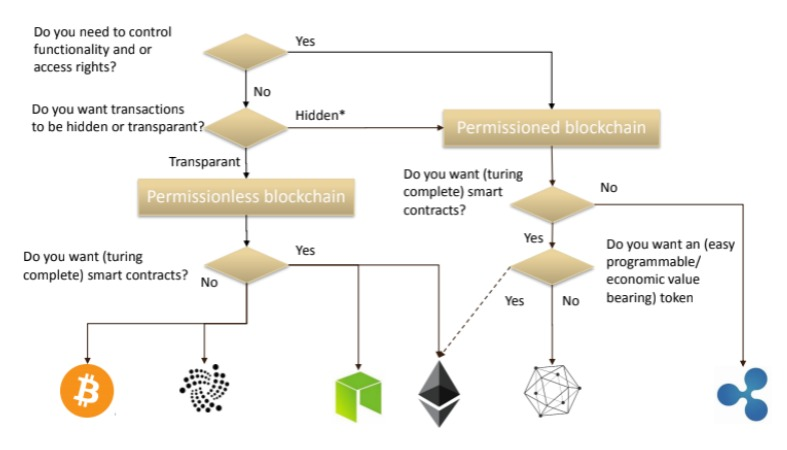 Do you need to control
functionality and or
access rights?
Yes
No
Do you want transactions
to be hidden or transparant?
Hidden*
Permissioned blockchain
Transparant
Permissionless blockchain
Do you want (turing
complete) smart
contracts?
No
Yes
Do you want (turing
complete) smart contracts?
Yes
No
Do you want an (easy
programmable/
economic value
bearing) token
Yes
No